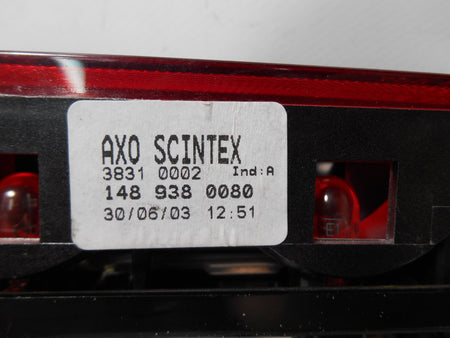 AXO SCINTEX
3831 0002 Ind:A
148 938 0080
30/06/03 12:51